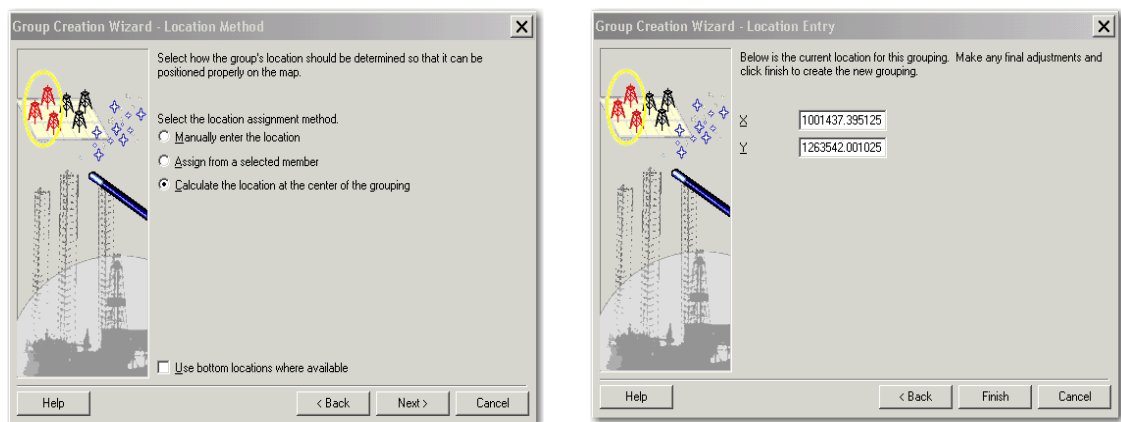 Group Creation Wizard - Location Method
Select how the group's location should be determined so that it can be
positioned properly on the map.
Select the location assignment method.
Manually enter the location
Assign from a selected member
Calculate the location at the center of the grouping
Use bottom locations where available
Help
< Back
Next >
Cancel
Group Creation Wizard - Location Entry
Below is the current location for this grouping. Make any final adjustments and
click finish to create the new grouping.
X 1001437.395125
Y 1263542.001025
Help
< Back
Finish
Cancel